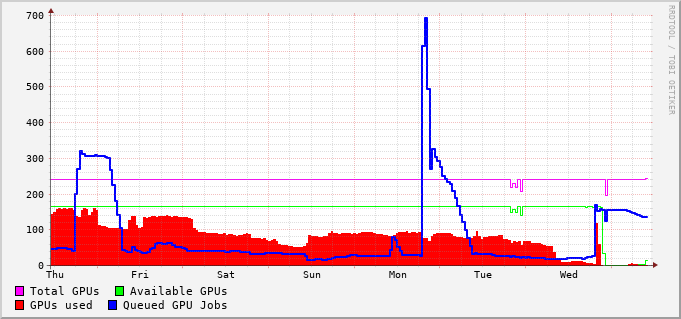 700
600
500
400
300
200
100
0
Thu Fri Sat Sun Mon Tue Wed
Total GPUs Available GPUs
GPUs used Queued GPU Jobs
RRDTOOL / TOBI OETIKER